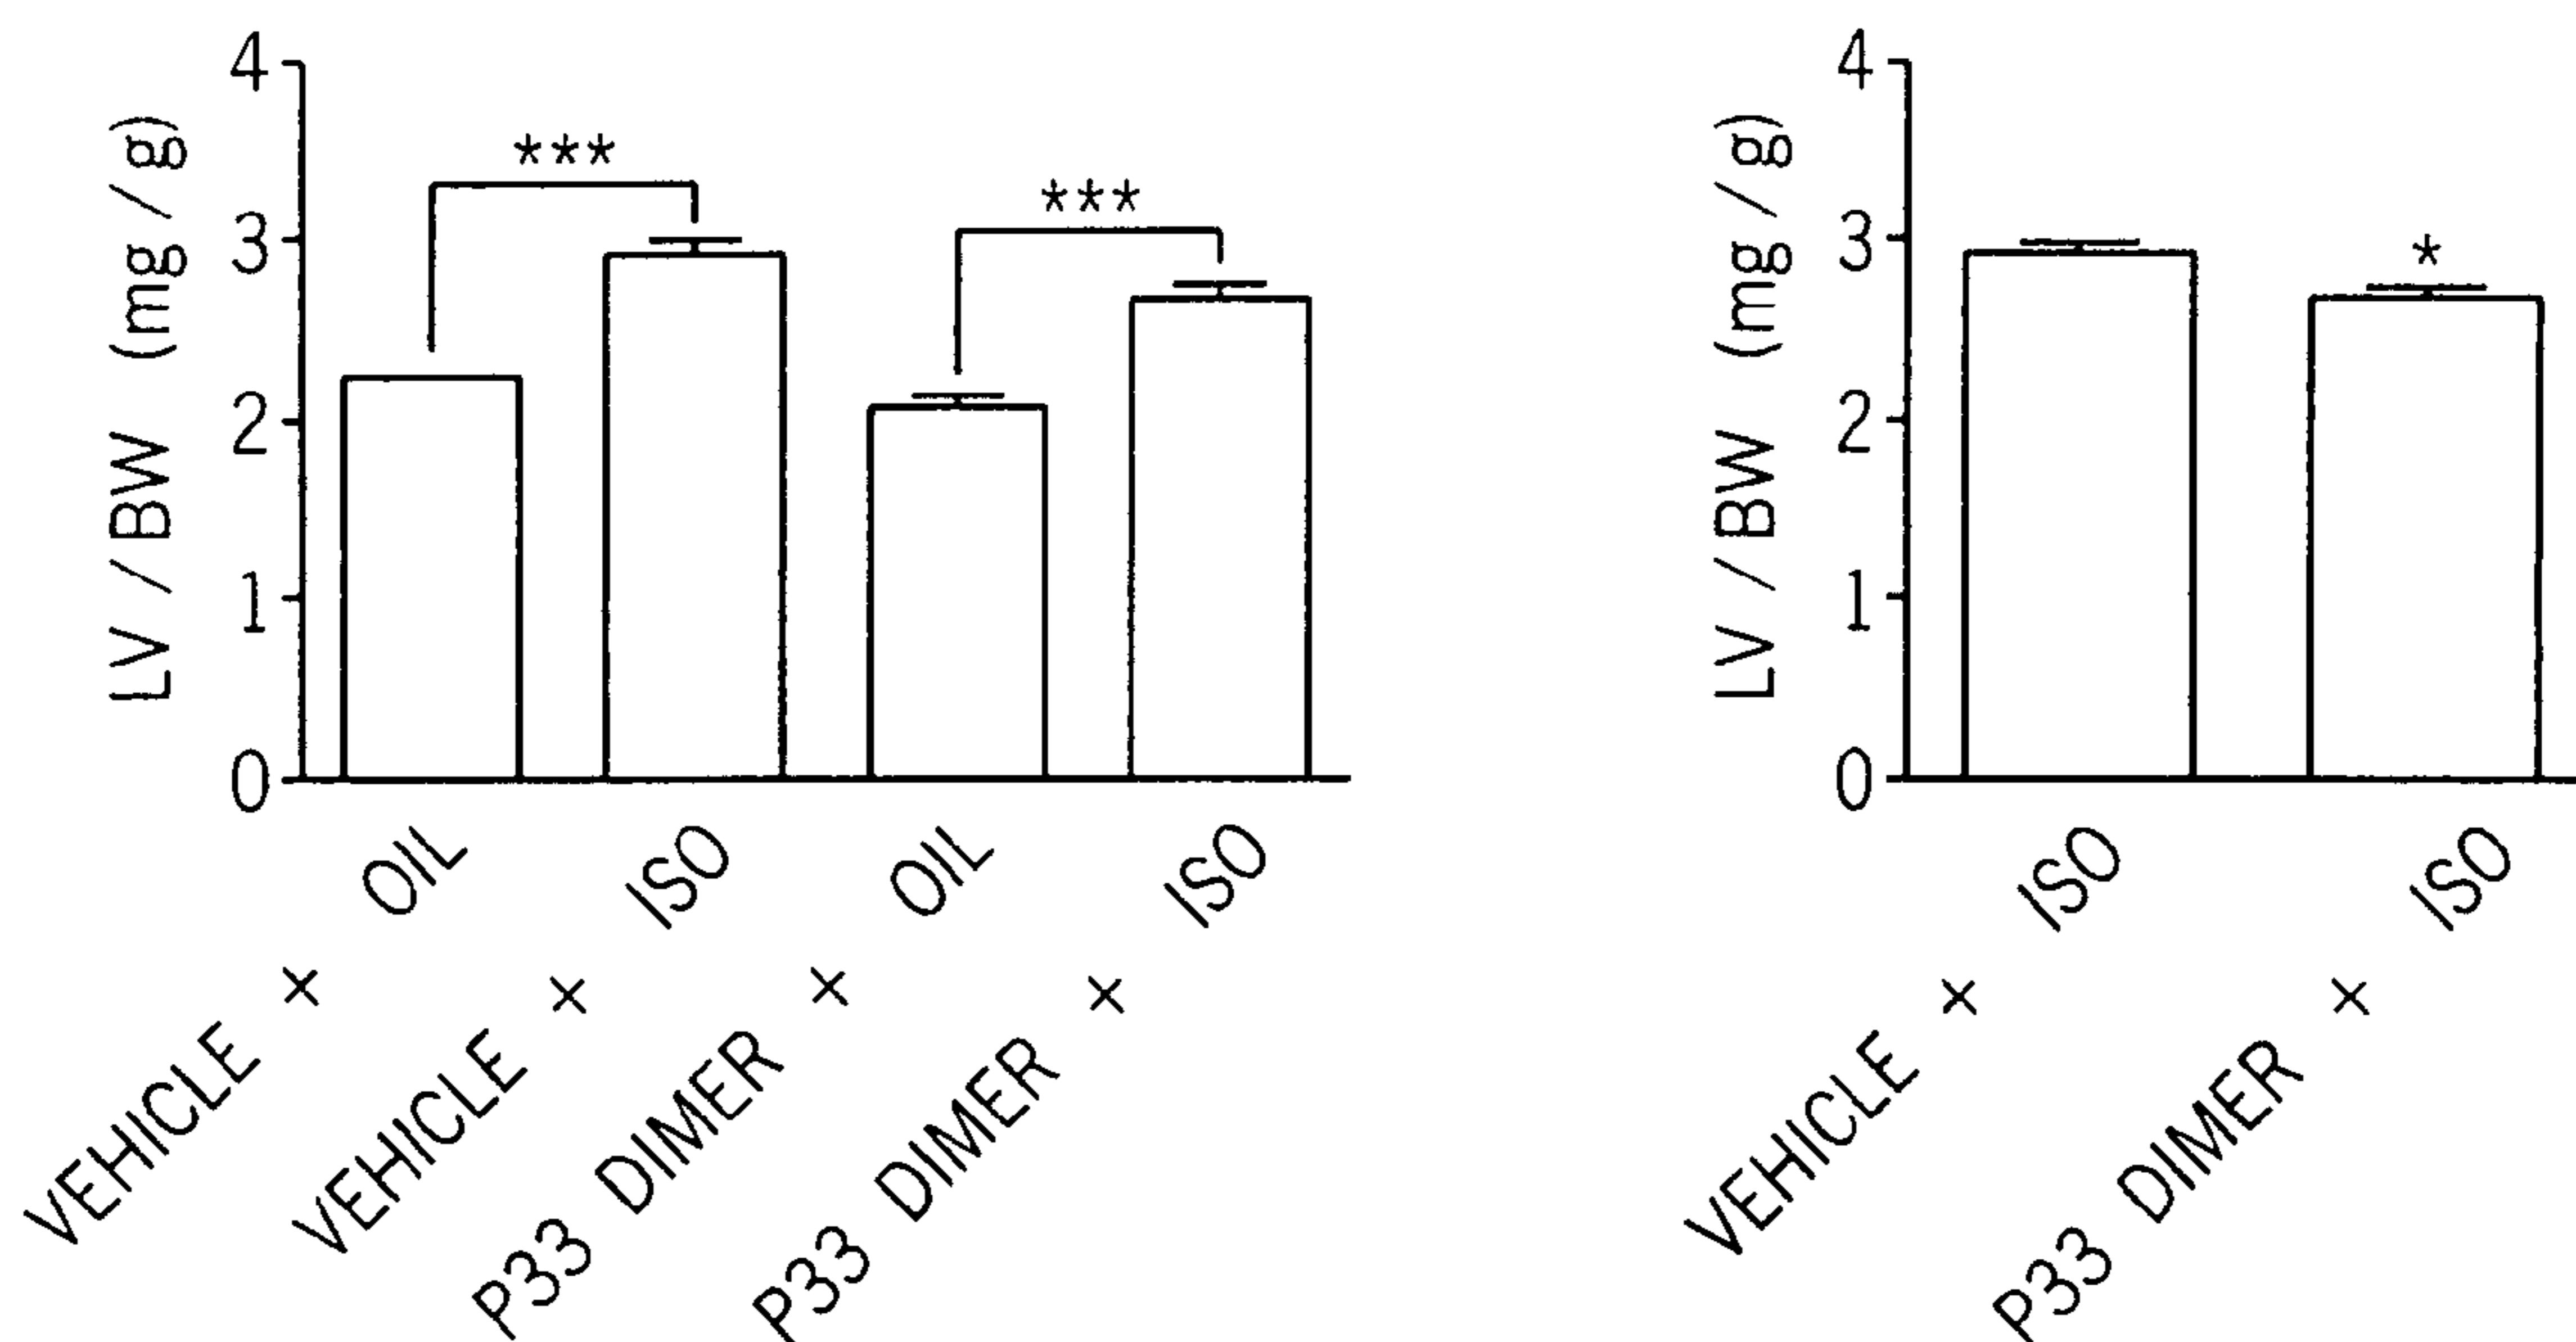 LV / BW (mg / g)
4
3
2
1
0
***
***
VEHICLE + OIL
VEHICLE + ISO
P33 DIMER + OIL
P33 DIMER + ISO
LV / BW (mg / g)
4
3
2
1
0
*
VEHICLE + ISO
P33 DIMER + ISO